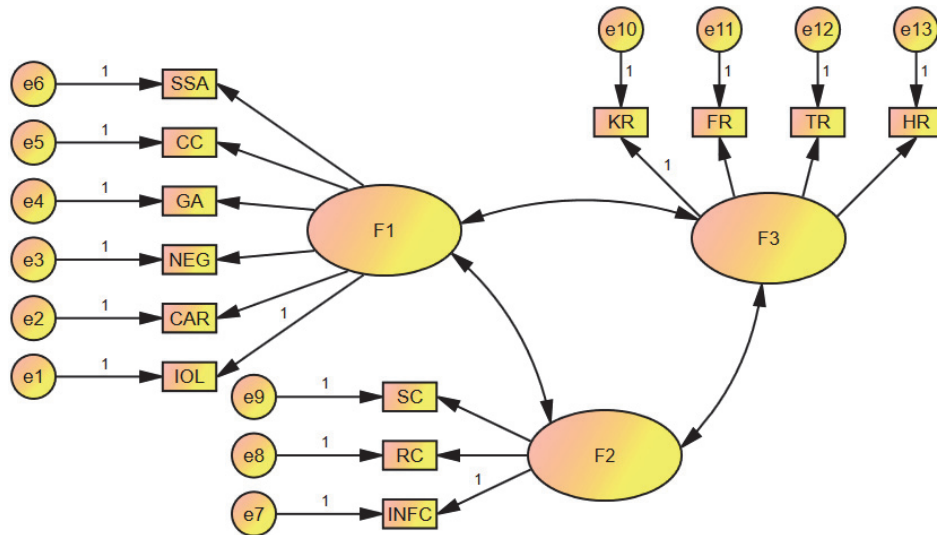 e10 e11 e12 e13
1 1 1 1
KR FR TR HR
1
F3
e6 1 SSA
e5 1 CC
e4 1 GA
e3 1 NEG
e2 1 CAR
e1 1 IOL
1
F1
e9 1 SC
e8 1 RC
e7 1 INFC
1
F2